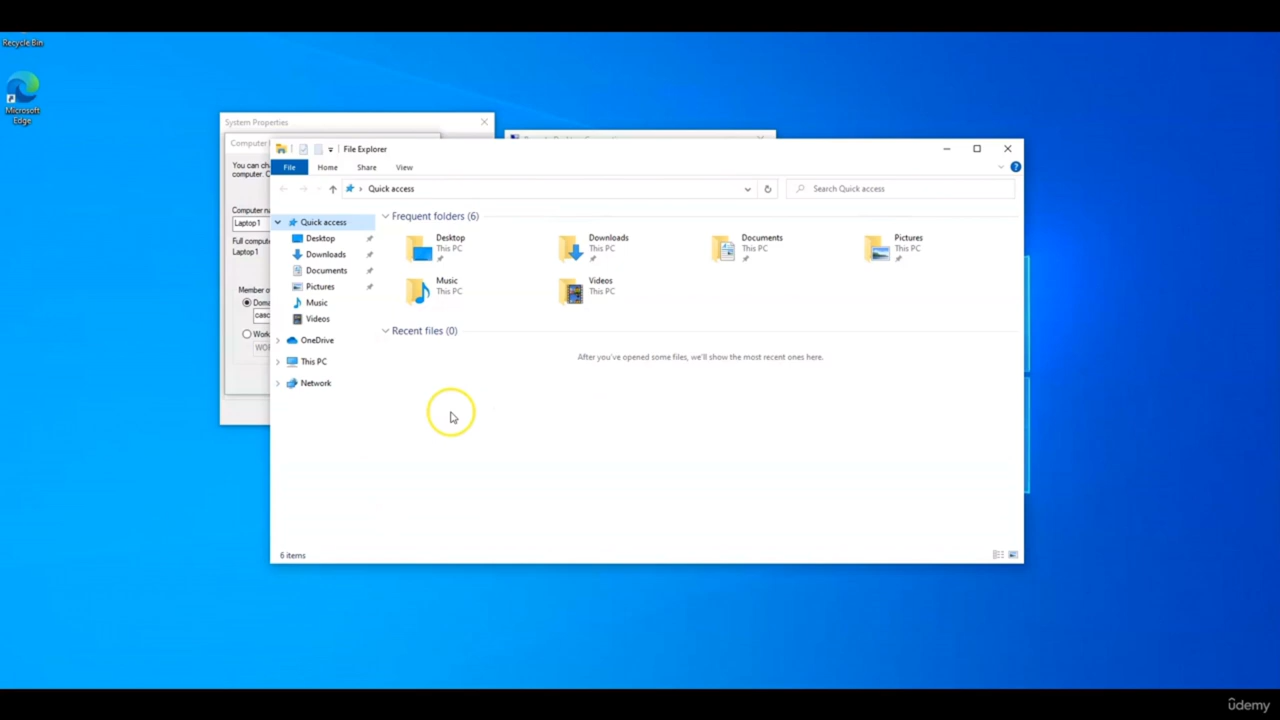 Recycle Bin
Microsoft
Edge
System Properties
Computer
You can ch
computer.
Computer na
Laptop1
Full compute
Laptop1
Member o
Doma
casc
Work
WOR
File Explorer
File
Home
Share
View
Quick access
Search Quick access
Quick access
Desktop
Downloads
Documents
Pictures
Music
Videos
OneDrive
This PC
Network
Frequent folders (6)
Desktop
This PC
Downloads
This PC
Documents
This PC
Pictures
This PC
Music
This PC
Videos
This PC
Recent files (0)
After you've opened some files, we'll show the most recent ones here.
6 items
ûdemy